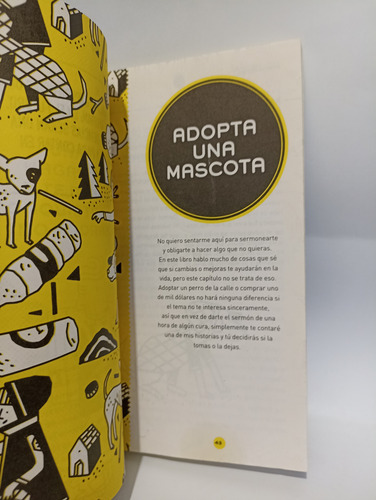 ADOPTA
UNA
MASCOTA
No quiero sentarme aquí para sermonearte
y obligarte a hacer algo que no quieras.
En este libro hablo mucho de cosas que sé
que si cambias o mejoras te ayudarán en la
vida, pero este capítulo no se trata de eso.
Adoptar un perro de la calle o comprar uno
de mil dólares no hará ninguna diferencia si
el tema no te interesa sinceramente,
así que en vez de darte el sermón de una
hora de algún cura, simplemente te contaré
una de mis historias y tú decidirás si la
tomas o la dejas.